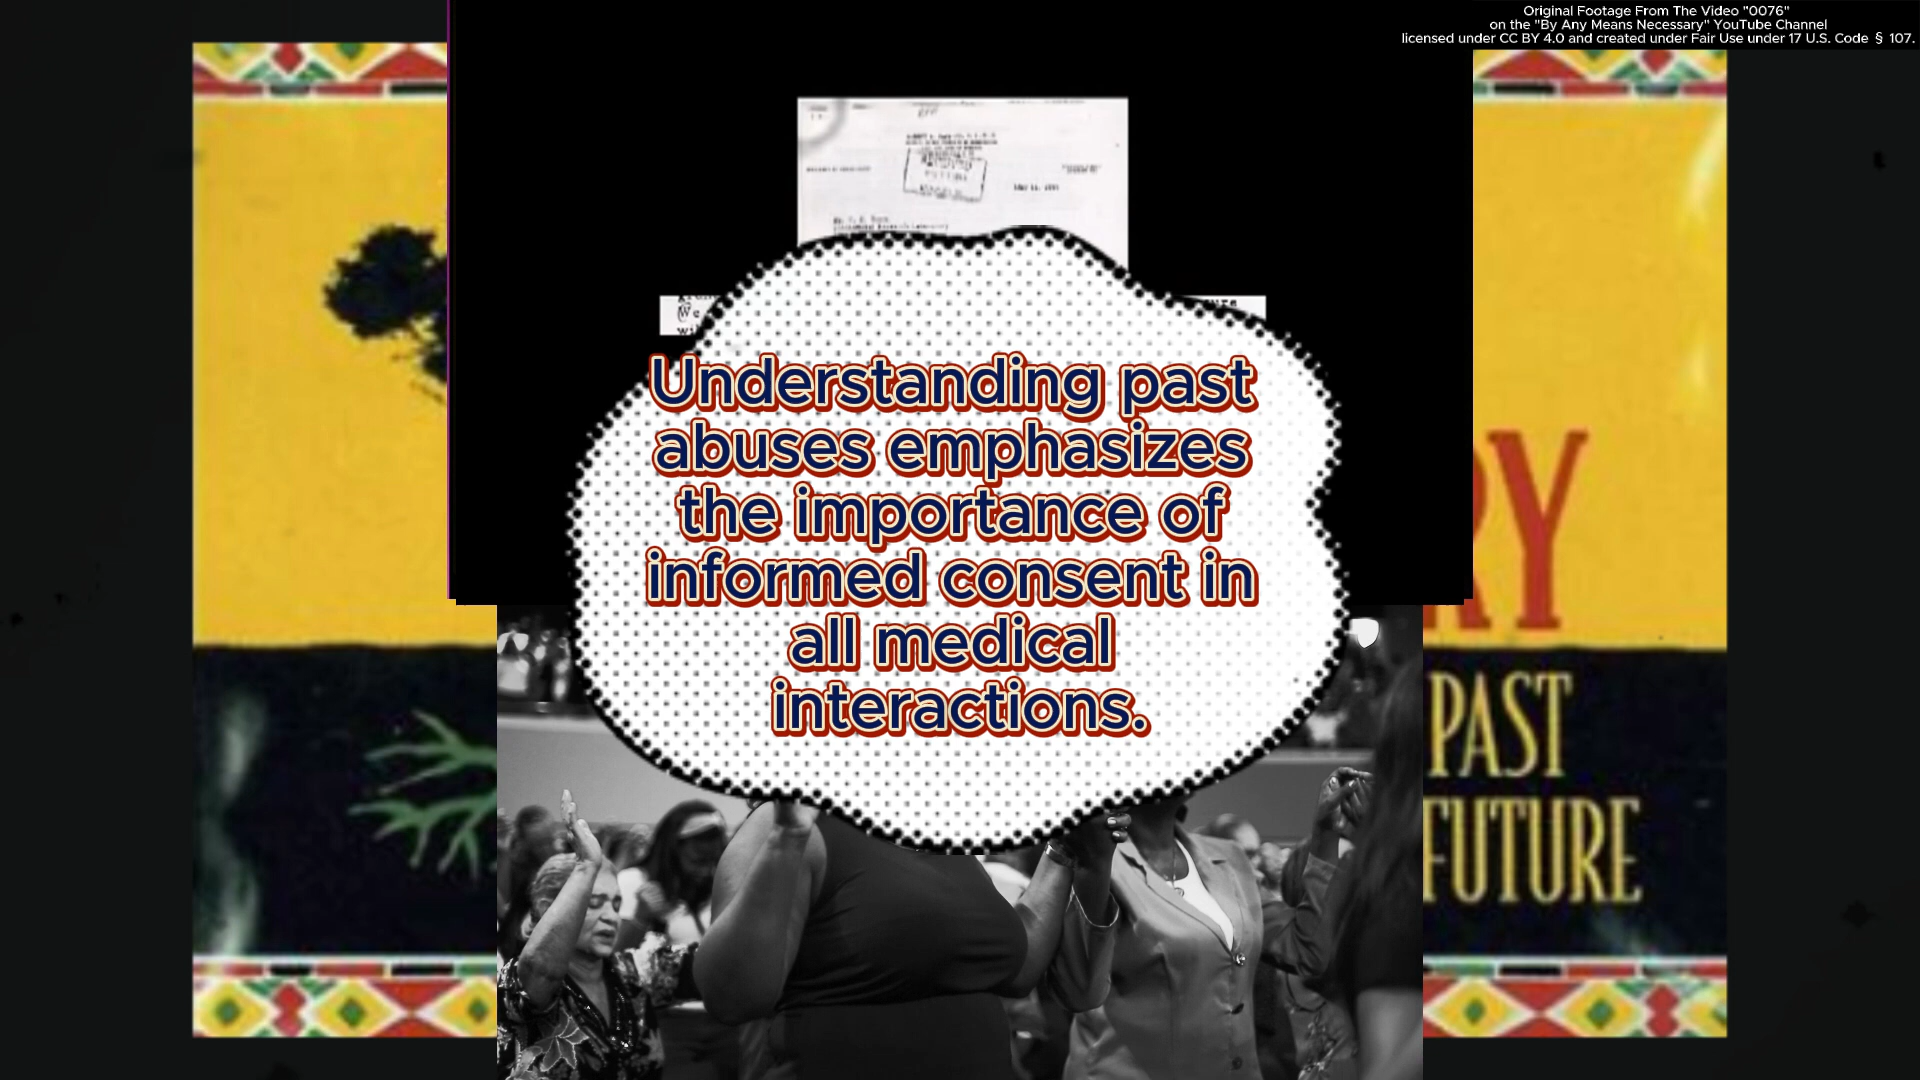 Original Footage From The Video "0076"
on the "By Any Means Necessary" YouTube Channel
licensed under CC BY 4.0 and created under Fair Use under 17 U.S. Code § 107.
We
Understanding past
abuses emphasizes
the importance of
informed consent in
all medical
interactions.
RY
PAST
FUTURE